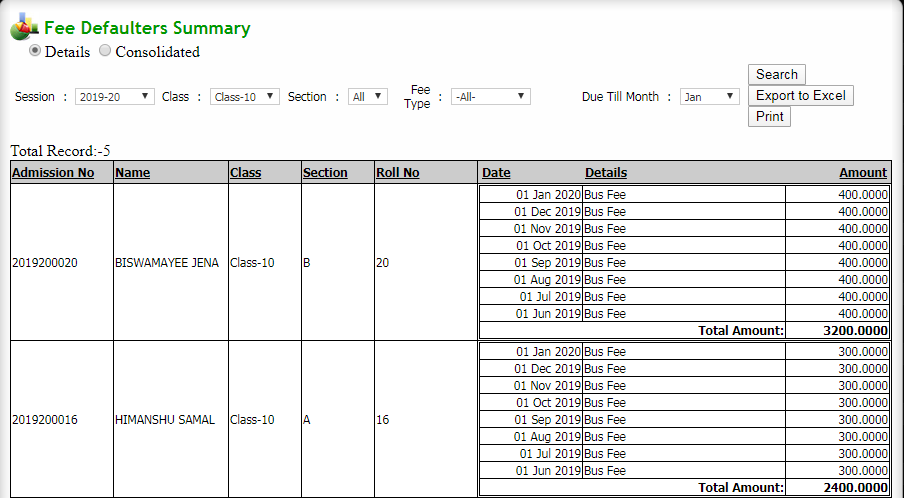 Fee Defaulters Summary
Details Consolidated
Session : 2019-20 Class : Class-10 Section : All Fee Type : -All- Due Till Month : Jan
Search
Export to Excel
Print
Total Record:-5
Admission No Name Class Section Roll No Date Details Amount
01 Jan 2020 Bus Fee 400.0000
01 Dec 2019 Bus Fee 400.0000
01 Nov 2019 Bus Fee 400.0000
01 Oct 2019 Bus Fee 400.0000
2019200020 BISWAMAYEE JENA Class-10 B 20 01 Sep 2019 Bus Fee 400.0000
01 Aug 2019 Bus Fee 400.0000
01 Jul 2019 Bus Fee 400.0000
01 Jun 2019 Bus Fee 400.0000
Total Amount: 3200.0000
01 Jan 2020 Bus Fee 300.0000
01 Dec 2019 Bus Fee 300.0000
01 Nov 2019 Bus Fee 300.0000
01 Oct 2019 Bus Fee 300.0000
2019200016 HIMANSHU SAMAL Class-10 A 16 01 Sep 2019 Bus Fee 300.0000
01 Aug 2019 Bus Fee 300.0000
01 Jul 2019 Bus Fee 300.0000
01 Jun 2019 Bus Fee 300.0000
Total Amount: 2400.0000